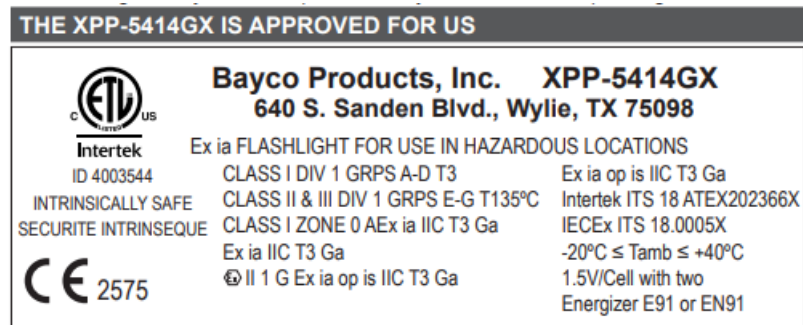 THE XPP-5414GX IS APPROVED FOR US
Bayco Products, Inc. XPP-5414GX
640 S. Sanden Blvd., Wylie, TX 75098
C ETL US
LISTED
Intertek
ID 4003544
INTRINSICALLY SAFE
SECURITE INTRINSEQUE
CE 2575
Ex ia FLASHLIGHT FOR USE IN HAZARDOUS LOCATIONS
CLASS I DIV 1 GRPS A-D T3
CLASS II & III DIV 1 GRPS E-G T135ºC
CLASS I ZONE 0 AEx ia IIC T3 Ga
Ex ia IIC T3 Ga
Ex II 1 G Ex ia op is IIC T3 Ga
Ex ia op is IIC T3 Ga
Intertek ITS 18 ATEX202366X
IECEx ITS 18.0005X
-20ºC ≤ Tamb ≤ +40ºC
1.5V/Cell with two
Energizer E91 or EN91